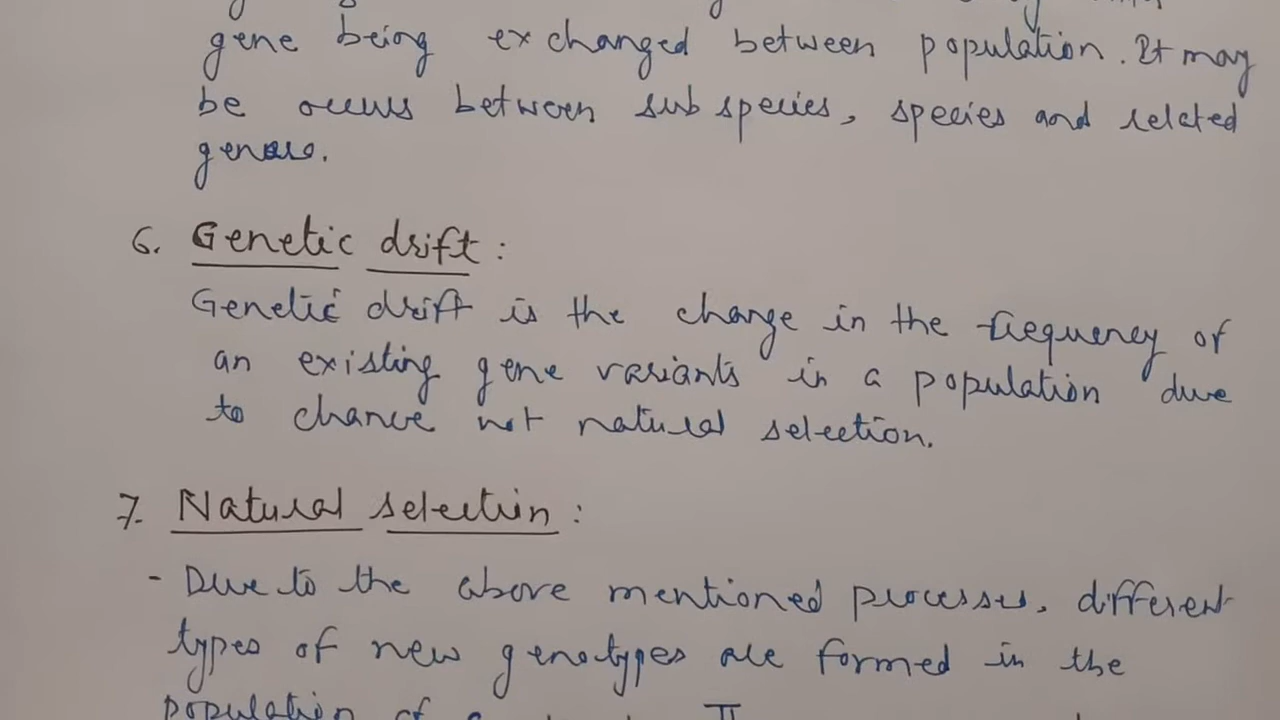 gene being exchanged between population. It may
be occurs between sub species, species and related
6. Genetic drift :
Genetic drift is the change in the frequency of
an existing gene variants in a population due
to chance not natural selection.
7. Natural selection :
- Due to the above mentioned processes, different
types of new genotypes are formed in the
population of